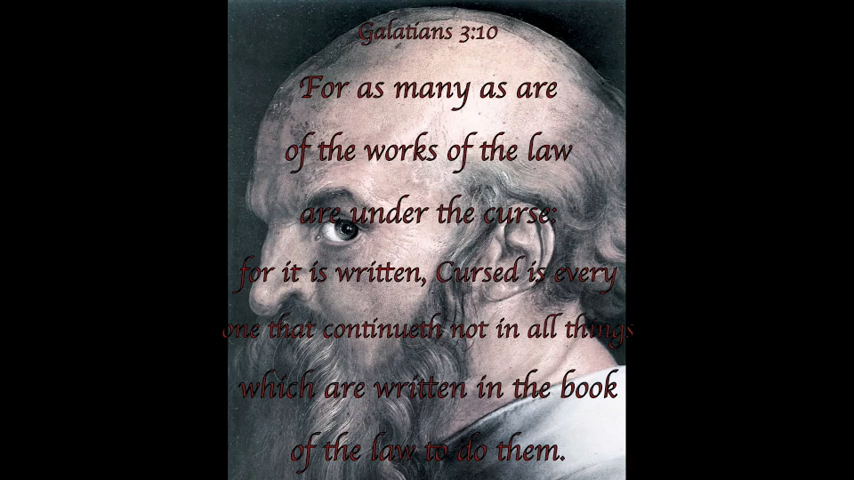 Galatians 3:10
For as many as are
of the works of the law
are under the curse:
for it is written, Cursed is every
one that continueth not in all things
which are written in the book
of the law to do them.